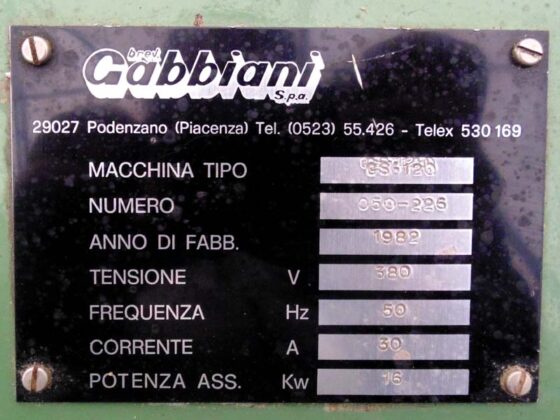 brev.
Gabbiani
S.p.a.
29027 Podenzano (Piacenza) Tel. (0523) 55.426 - Telex 530 169
MACCHINA TIPO
NUMERO 050-226
ANNO DI FABB. 1982
TENSIONE V 380
FREQUENZA Hz 50
CORRENTE A 30
POTENZA ASS. Kw 16